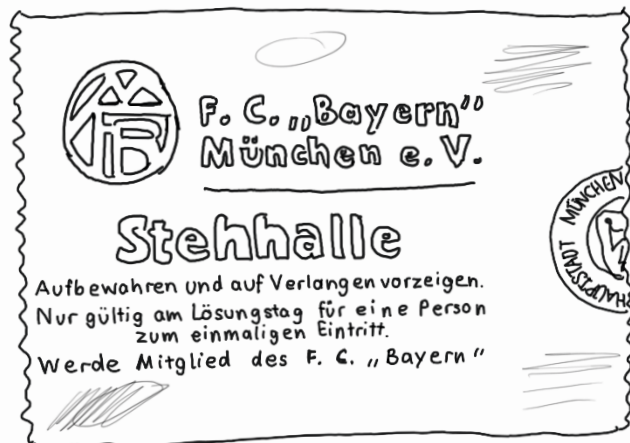 F. C. „Bayern”
München e. V.
Stehhalle
Aufbewahren und auf Verlangen vorzeigen.
Nur gültig am Lösungstag für eine Person
zum einmaligen Eintritt.
Werde Mitglied des F. C. „Bayern”
HAUPTSTADT MÜNCHEN